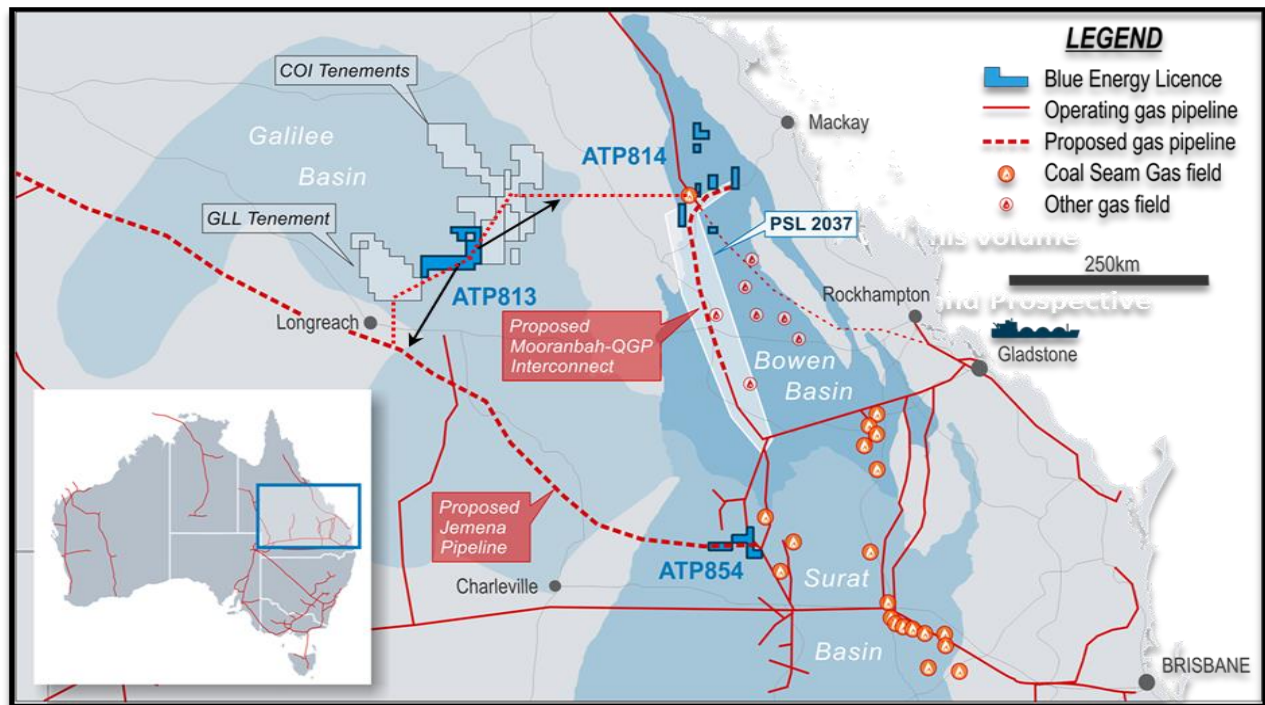 LEGEND
Blue Energy Licence
Operating gas pipeline
Proposed gas pipeline
Coal Seam Gas field
Other gas field
250km
COI Tenements
Galilee
Basin
GLL Tenement
ATP814
Mackay
PSL 2037
ATP813
Longreach
Rockhampton
Gladstone
Proposed
Mooranbah-QGP
Interconnect
Bowen
Basin
Proposed
Jemena
Pipeline
ATP854
Charleville
Surat
Basin
BRISBANE
volume
Prospective